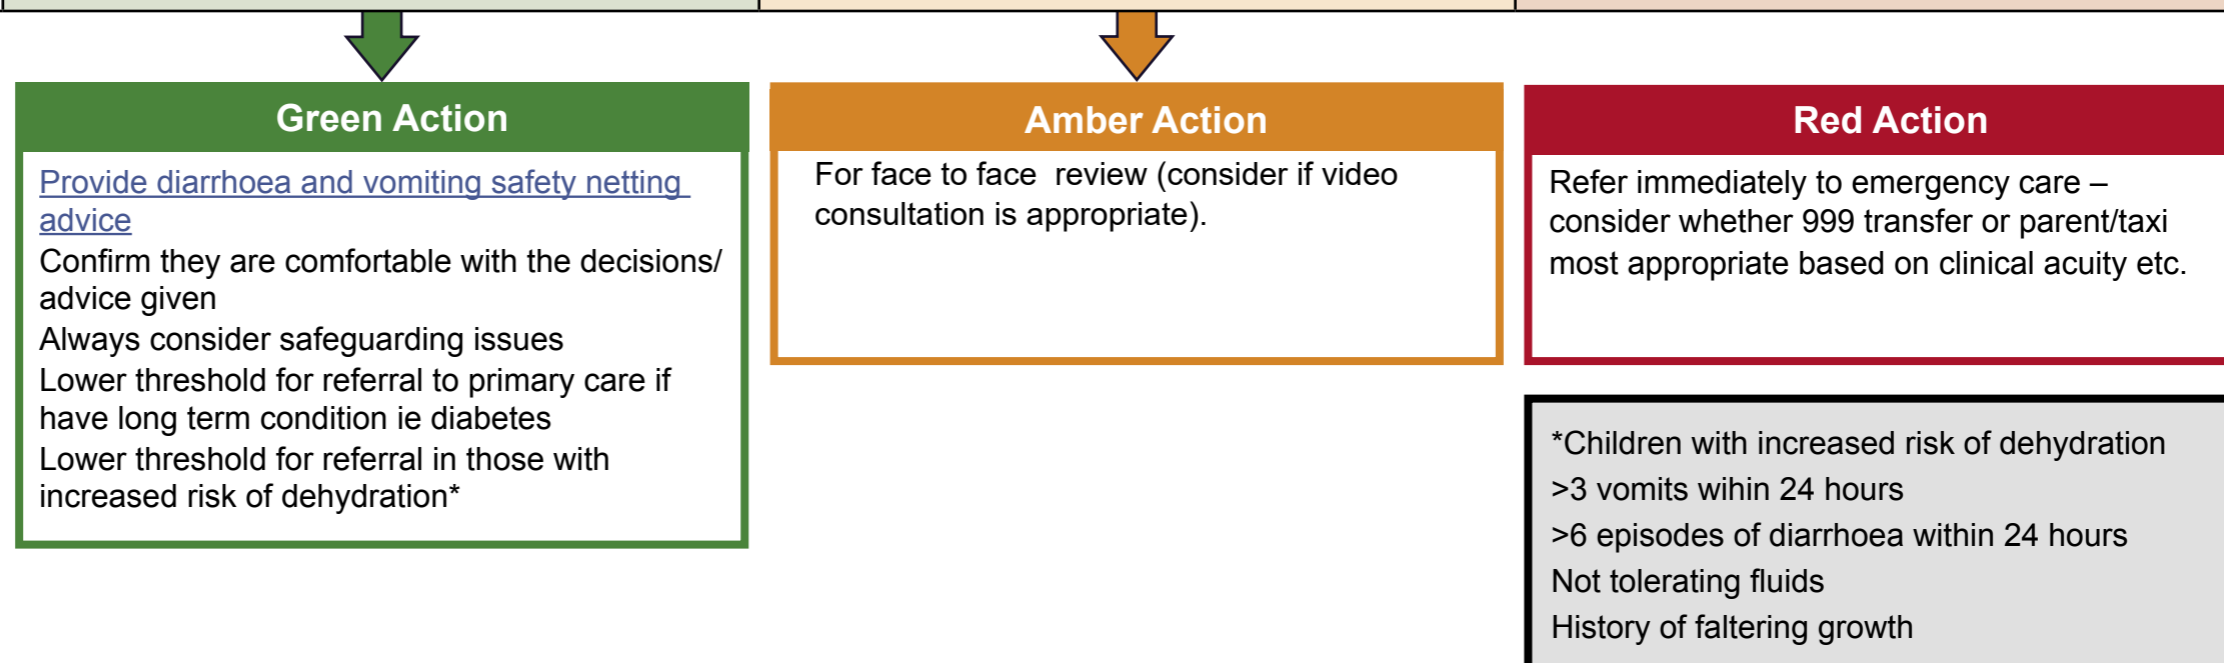 Green Action
Provide diarrhoea and vomiting safety netting
advice
Confirm they are comfortable with the decisions/
advice given
Always consider safeguarding issues
Lower threshold for referral to primary care if
have long term condition ie diabetes
Lower threshold for referral in those with
increased risk of dehydration*
Amber Action
For face to face review (consider if video
consultation is appropriate).
Red Action
Refer immediately to emergency care –
consider whether 999 transfer or parent/taxi
most appropriate based on clinical acuity etc.
*Children with increased risk of dehydration
>3 vomits wihin 24 hours
>6 episodes of diarrhoea within 24 hours
Not tolerating fluids
History of faltering growth